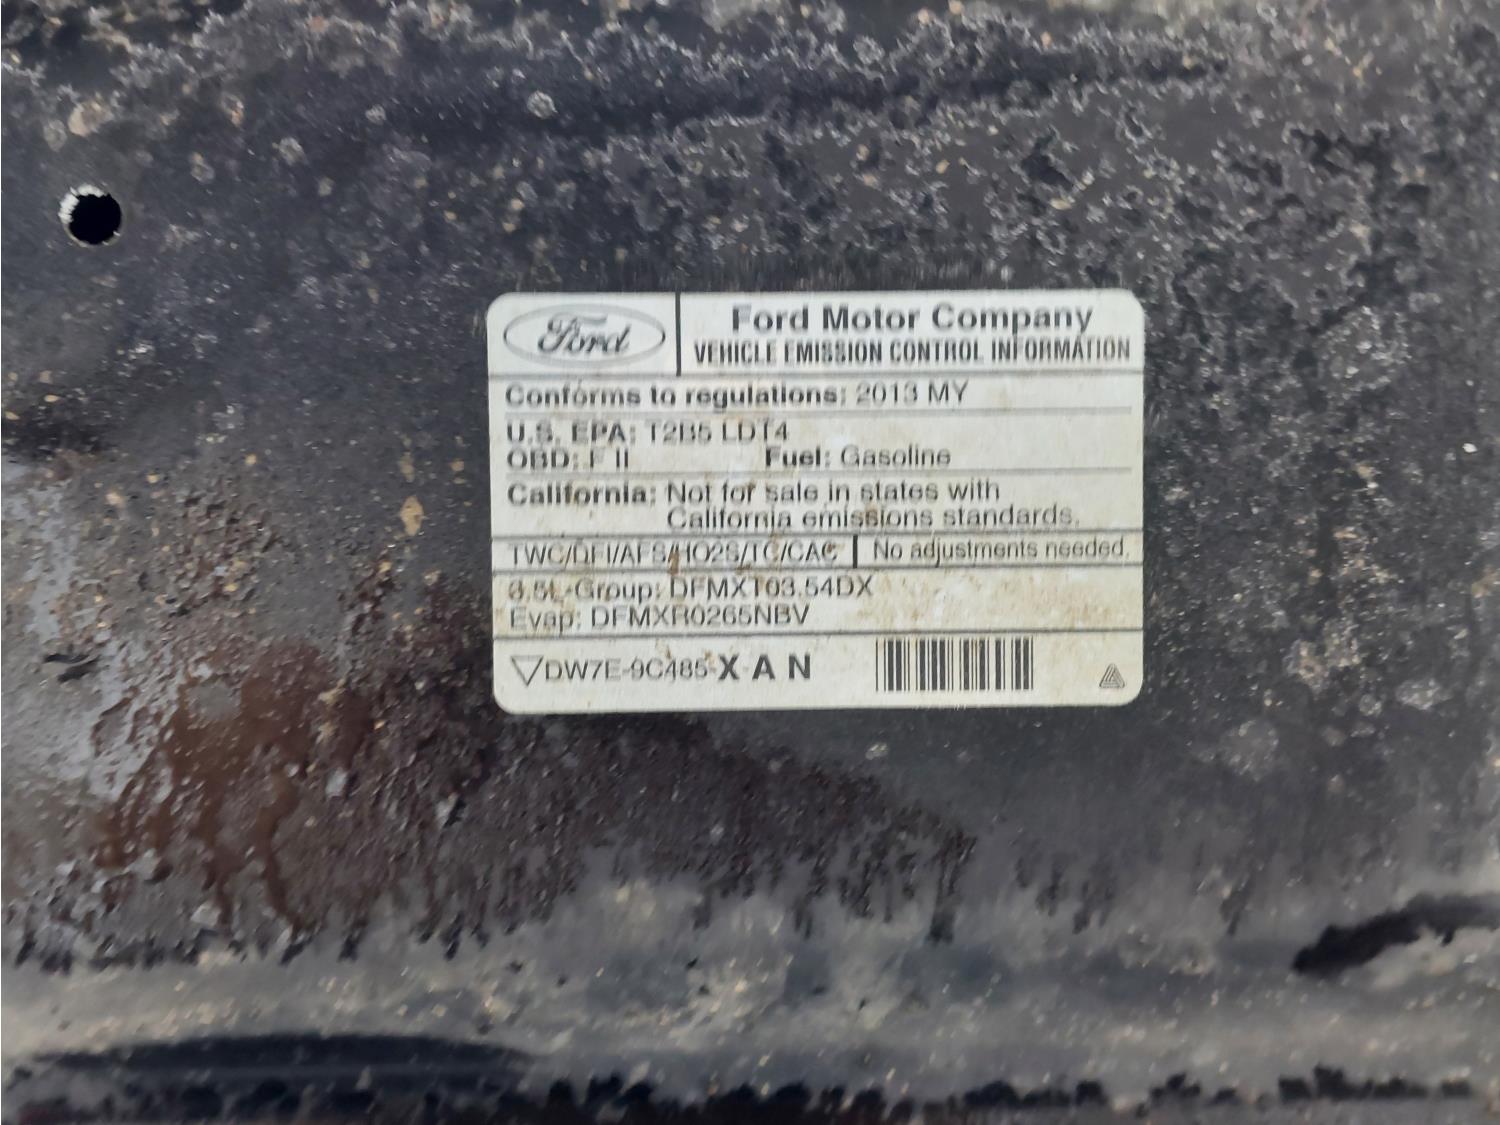 Ford
Ford Motor Company
VEHICLE EMISSION CONTROL INFORMATION
Conforms to regulations: 2013 MY
U.S. EPA: T2B5 LDT4
OBD: F II Fuel: Gasoline
California: Not for sale in states with
California emissions standards.
TWC/DFI/AFS/HO2S/TC/CAC No adjustments needed.
3.5L-Group: DFMXT03.54DX
Evap: DFMXR0265NBV
DW7E-9C485-X A N